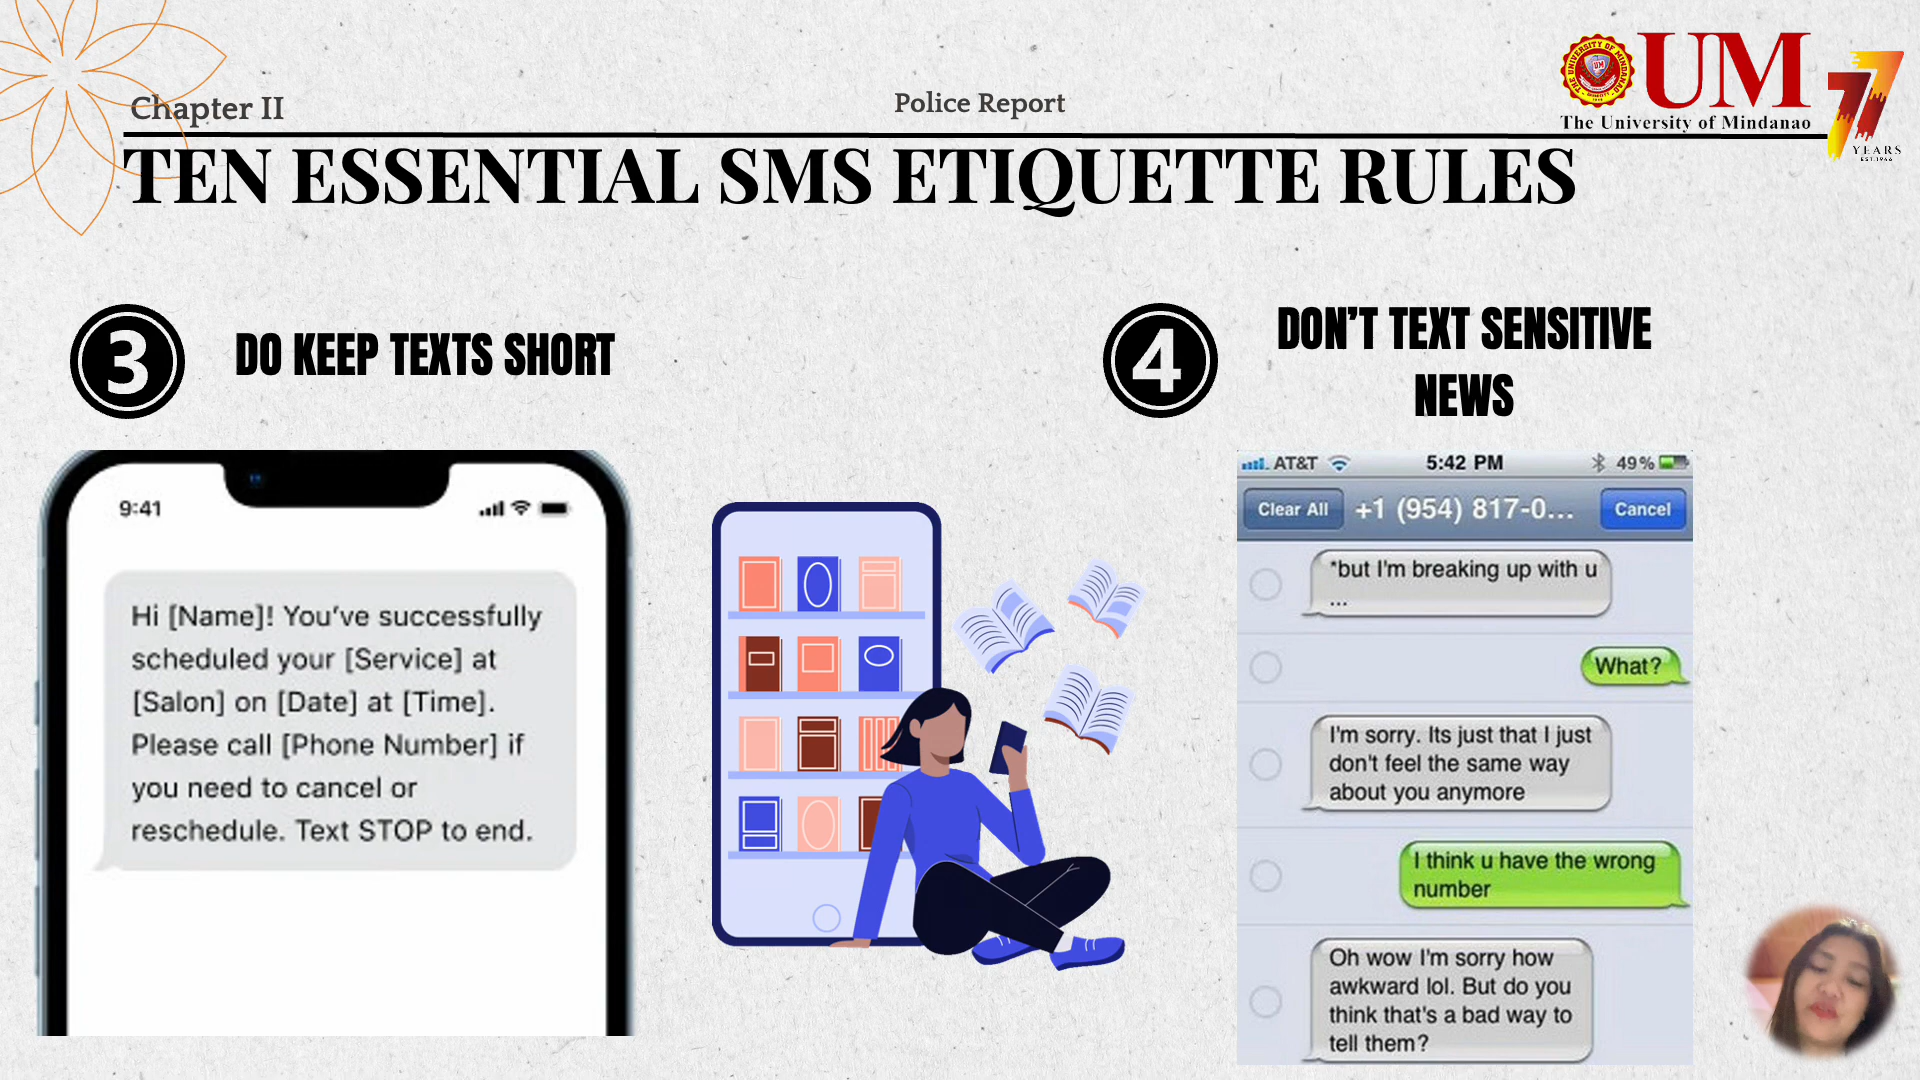 Chapter II
Police Report
UM
The University of Mindanao
77
YEARS
EST.1946
TEN ESSENTIAL SMS ETIQUETTE RULES
3
DO KEEP TEXTS SHORT
9:41
Hi [Name]! You've successfully
scheduled your [Service] at
[Salon] on [Date] at [Time].
Please call [Phone Number] if
you need to cancel or
reschedule. Text STOP to end.
4
DON'T TEXT SENSITIVE
NEWS
AT&T 5:42 PM 49%
Clear All +1 (954) 817-0... Cancel
*but I'm breaking up with u
...
What?
I'm sorry. Its just that I just
don't feel the same way
about you anymore
I think u have the wrong
number
Oh wow I'm sorry how
awkward lol. But do you
think that's a bad way to
tell them?